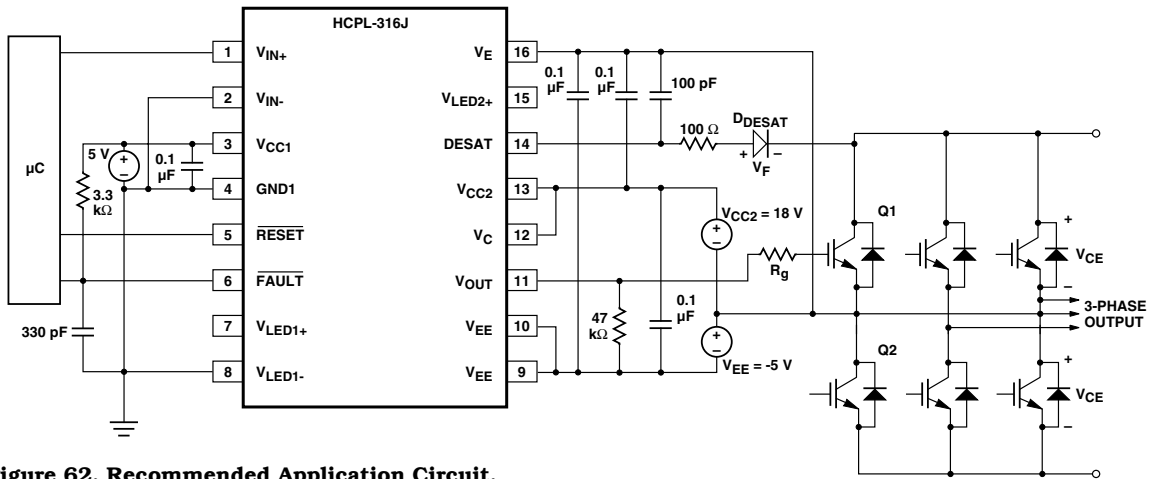 HCPL-316J
µC
1 VIN+
2 VIN-
3 VCC1
4 GND1
5 RESET
6 FAULT
7 VLED1+
8 VLED1-
VE 16
VLED2+ 15
DESAT 14
VCC2 13
VC 12
VOUT 11
VEE 10
VEE 9
5 V
+
−
0.1
µF
3.3
kΩ
330 pF
0.1
µF
0.1
µF
100 pF
100 Ω
DDESAT
+ VF −
VCC2 = 18 V
+
−
Rg
47
kΩ
0.1
µF
+
−
VEE = -5 V
Q1
Q2
+
VCE
−
3-PHASE
OUTPUT
+
VCE
−
igure 62. Recommended Application Circuit.